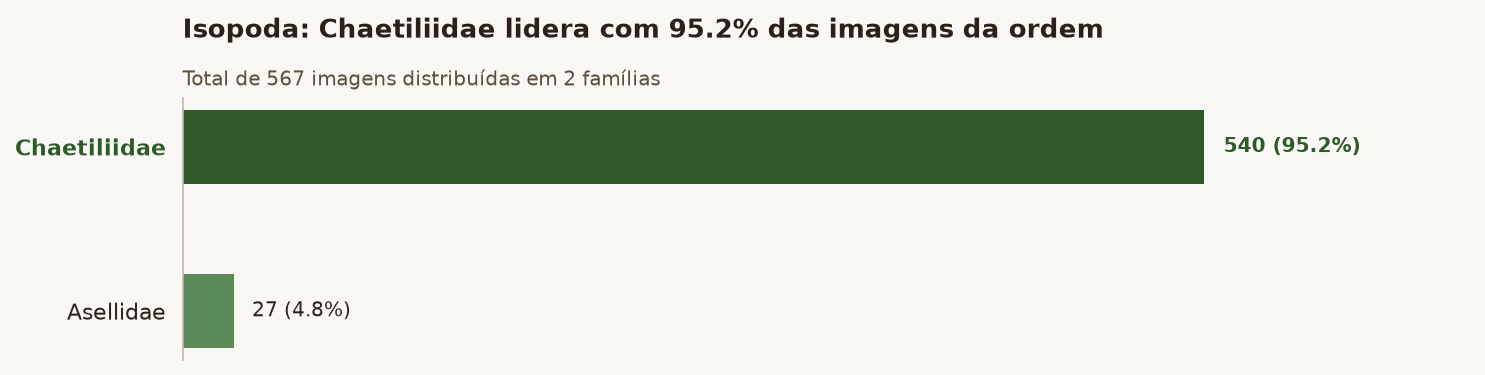 Isopoda: Chaetiliidae lidera com 95.2% das imagens da ordem
Total de 567 imagens distribuídas em 2 famílias
Chaetiliidae 540 (95.2%)
Asellidae 27 (4.8%)